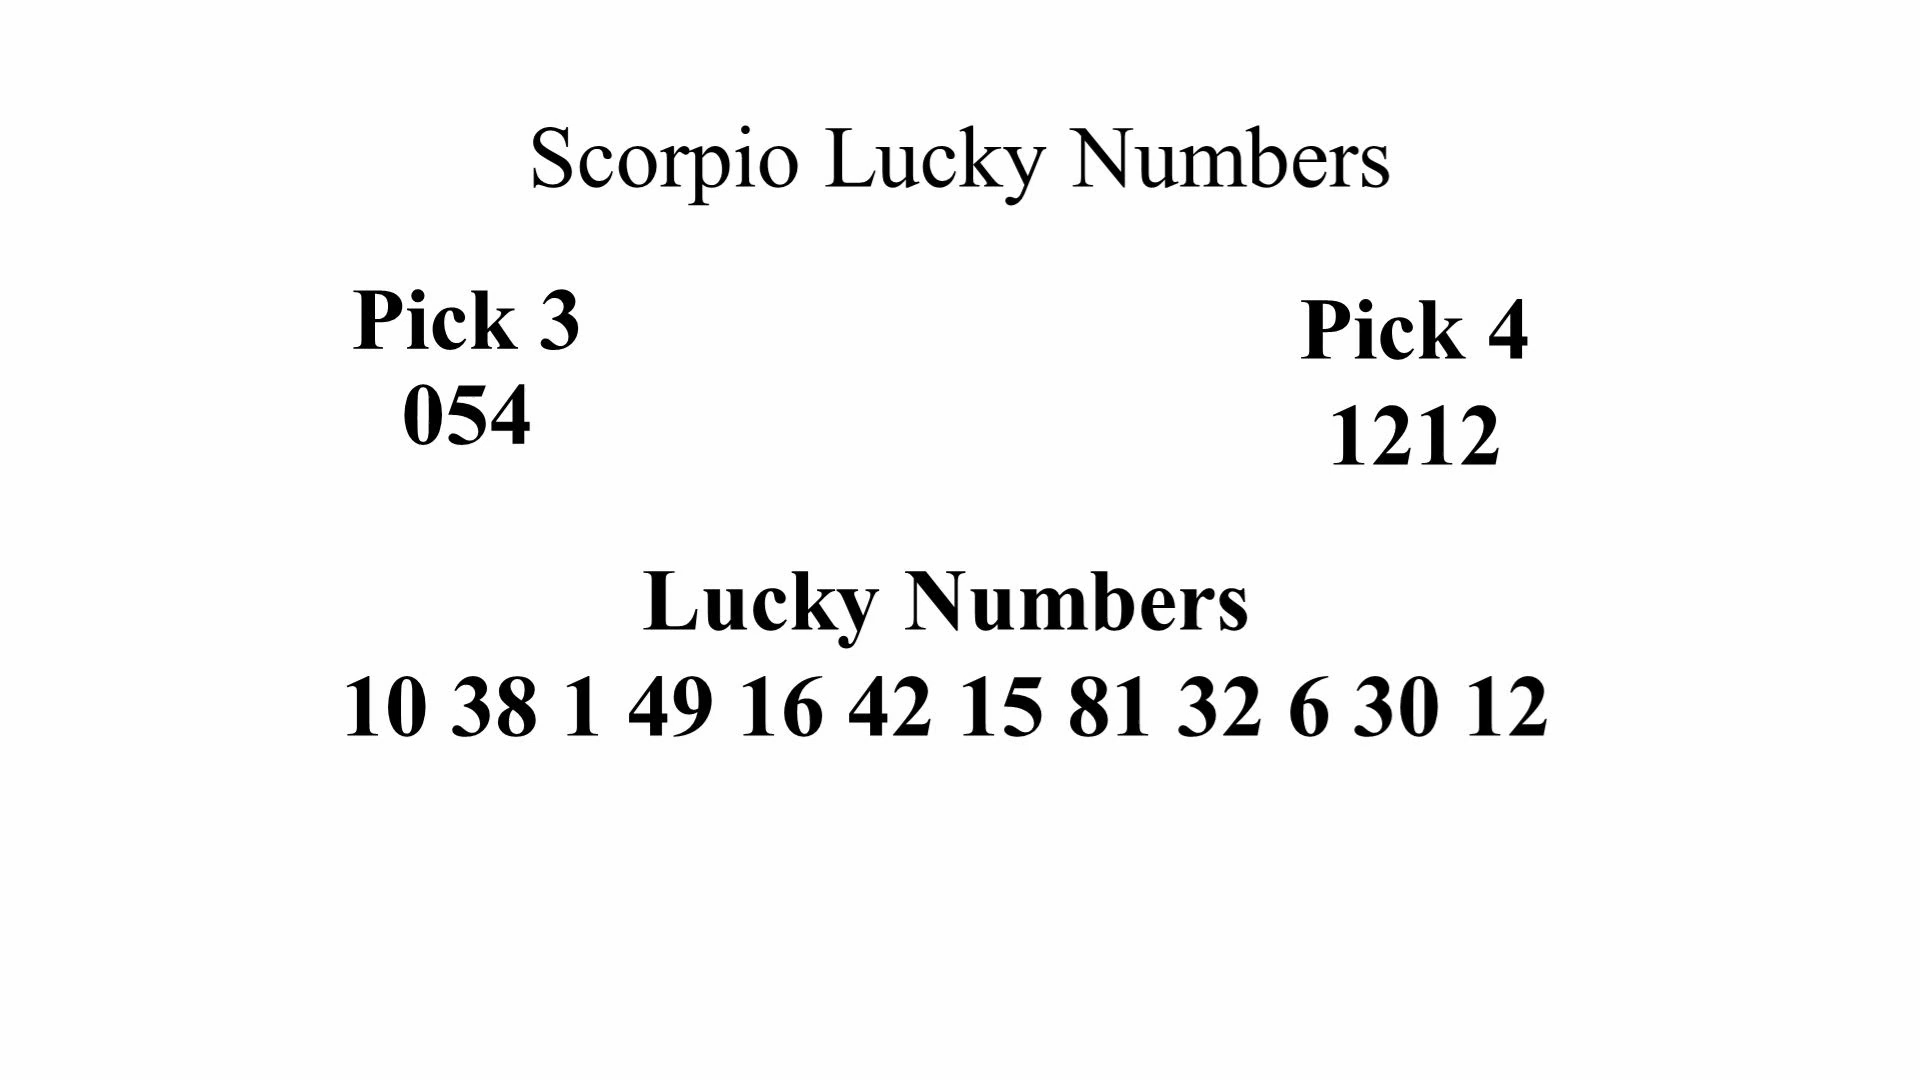 Scorpio Lucky Numbers
Pick 3
054
Pick 4
1212
Lucky Numbers
10 38 1 49 16 42 15 81 32 6 30 12